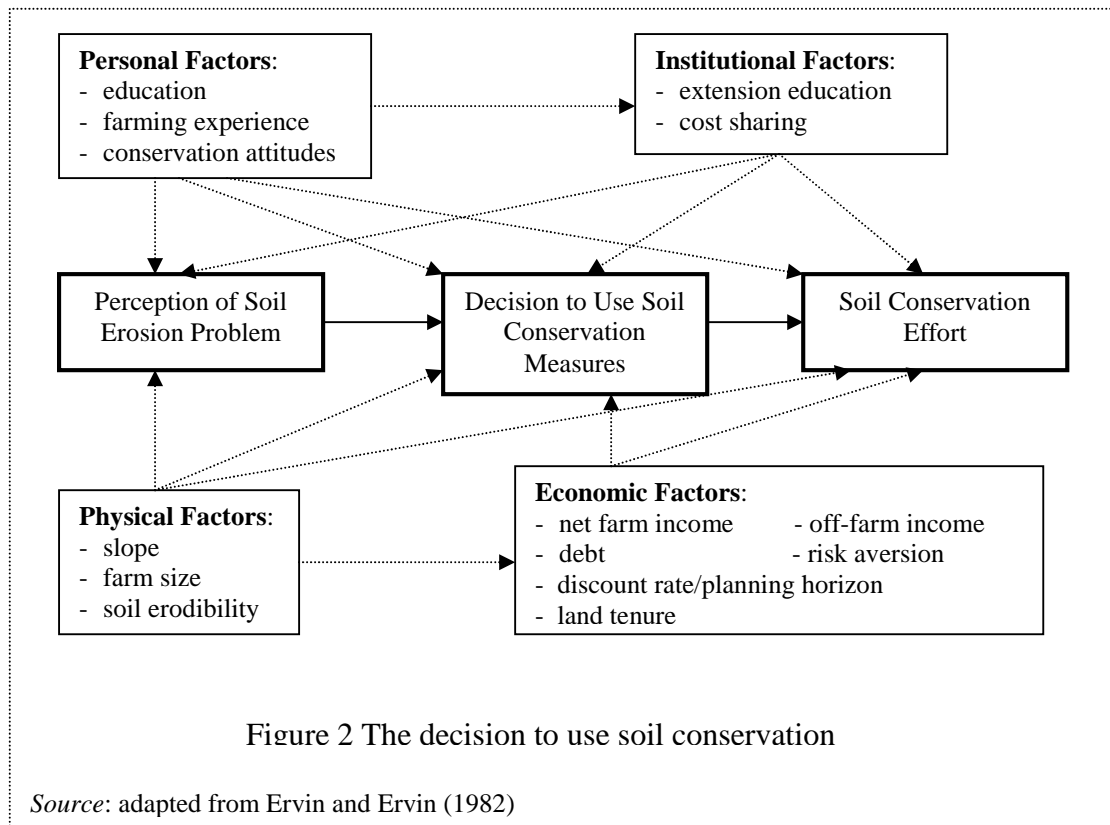 Personal Factors:
- education
- farming experience
- conservation attitudes
Institutional Factors:
- extension education
- cost sharing
Perception of Soil
Erosion Problem
Decision to Use Soil
Conservation
Measures
Soil Conservation
Effort
Physical Factors:
- slope
- farm size
- soil erodibility
Economic Factors:
- net farm income - off-farm income
- debt - risk aversion
- discount rate/planning horizon
- land tenure
Figure 2 The decision to use soil conservation
Source: adapted from Ervin and Ervin (1982)